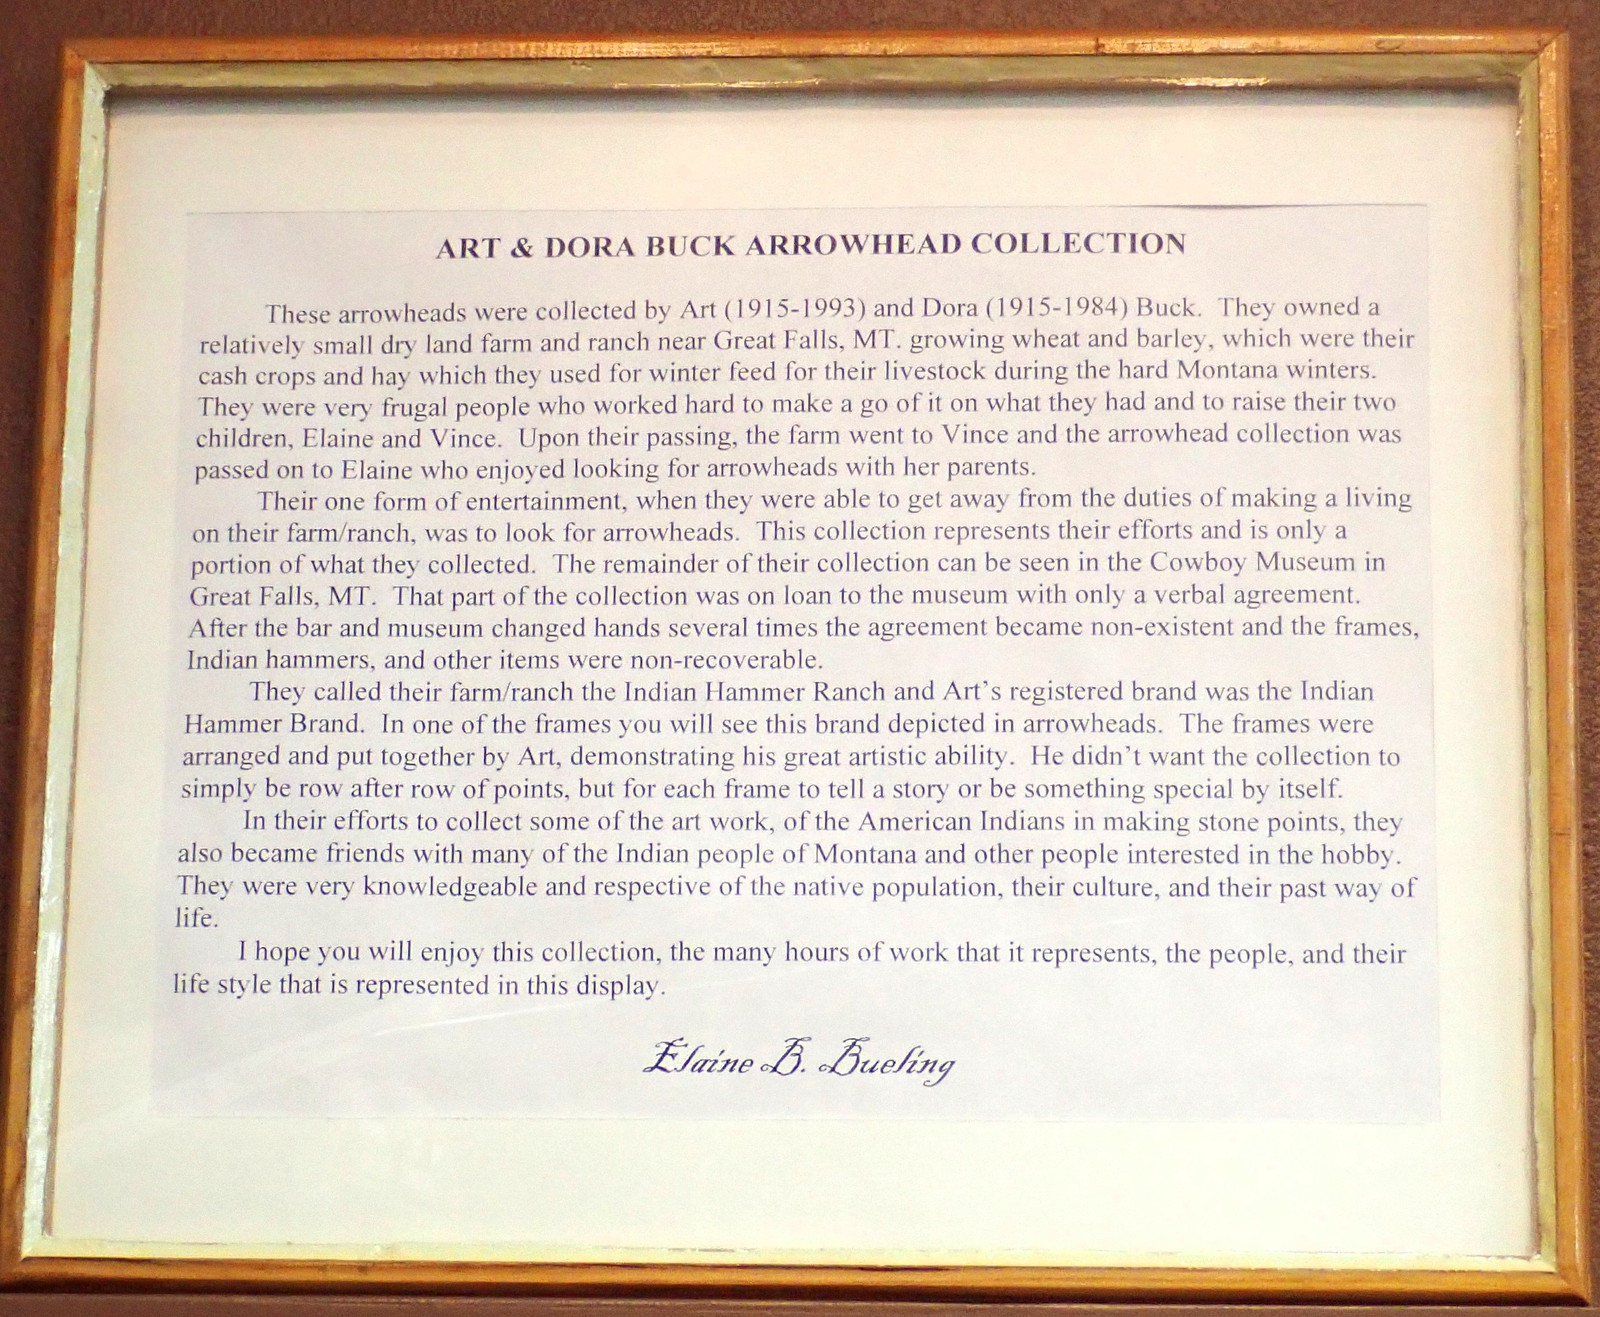 ART & DORA BUCK ARROWHEAD COLLECTION
These arrowheads were collected by Art (1915-1993) and Dora (1915-1984) Buck. They owned a
relatively small dry land farm and ranch near Great Falls, MT. growing wheat and barley, which were their
cash crops and hay which they used for winter feed for their livestock during the hard Montana winters.
They were very frugal people who worked hard to make a go of it on what they had and to raise their two
children, Elaine and Vince. Upon their passing, the farm went to Vince and the arrowhead collection was
passed on to Elaine who enjoyed looking for arrowheads with her parents.
Their one form of entertainment, when they were able to get away from the duties of making a living
on their farm/ranch, was to look for arrowheads. This collection represents their efforts and is only a
portion of what they collected. The remainder of their collection can be seen in the Cowboy Museum in
Great Falls, MT. That part of the collection was on loan to the museum with only a verbal agreement.
After the bar and museum changed hands several times the agreement became non-existent and the frames,
Indian hammers, and other items were non-recoverable.
They called their farm/ranch the Indian Hammer Ranch and Art's registered brand was the Indian
Hammer Brand. In one of the frames you will see this brand depicted in arrowheads. The frames were
arranged and put together by Art, demonstrating his great artistic ability. He didn't want the collection to
simply be row after row of points, but for each frame to tell a story or be something special by itself.
In their efforts to collect some of the art work, of the American Indians in making stone points, they
also became friends with many of the Indian people of Montana and other people interested in the hobby.
They were very knowledgeable and respective of the native population, their culture, and their past way of
life.
I hope you will enjoy this collection, the many hours of work that it represents, the people, and their
life style that is represented in this display.
Elaine B. Bueling